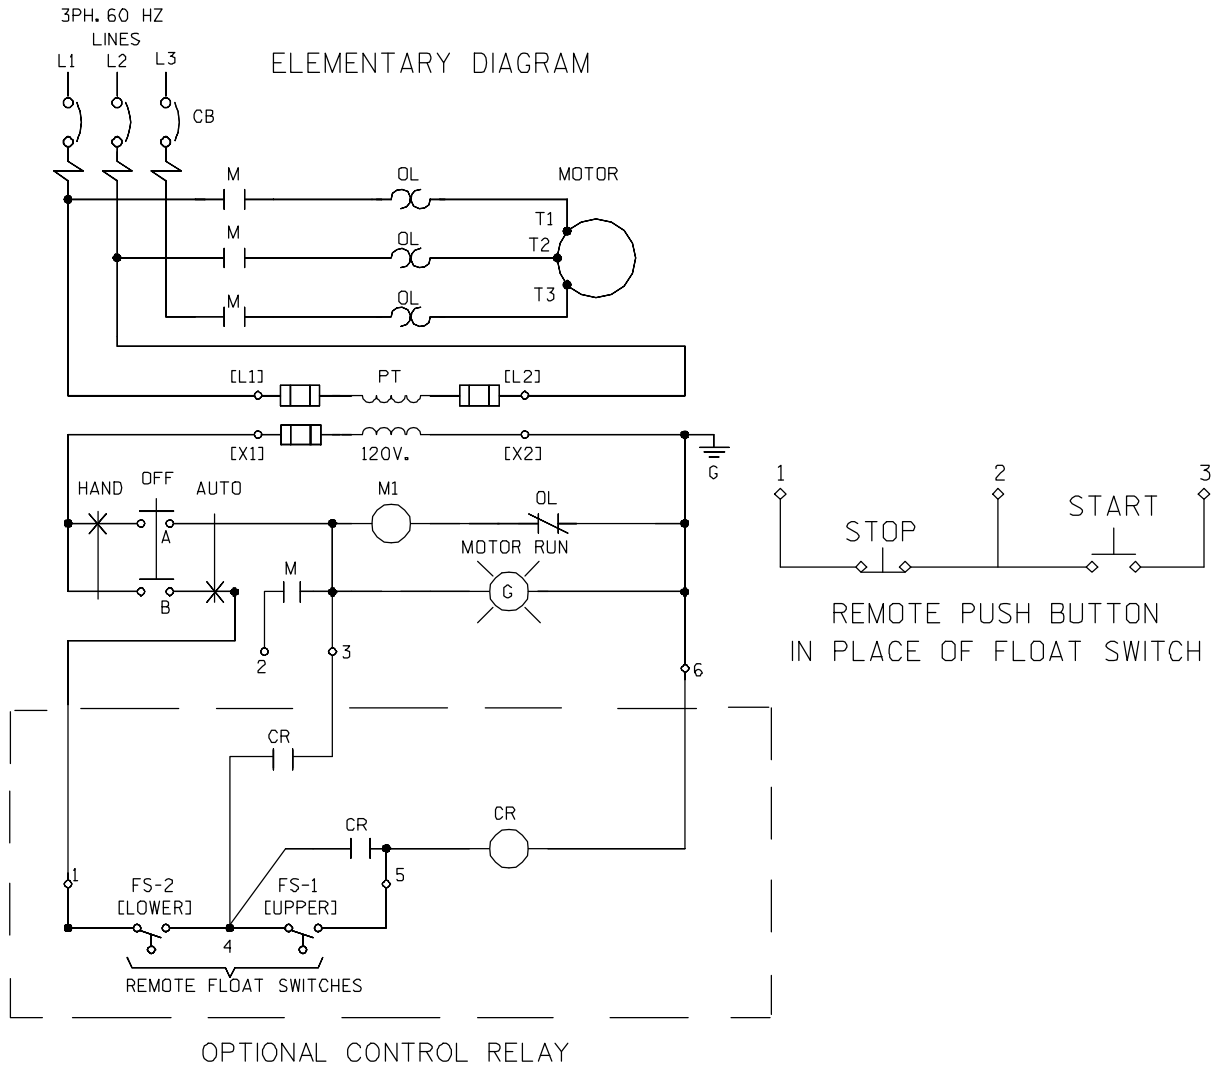 3PH. 60 HZ
LINES
L1 L2 L3
ELEMENTARY DIAGRAM
CB
M OL MOTOR
T1
M OL T2
M OL T3
[L1] PT [L2]
[X1] 120V. [X2]
G
HAND OFF AUTO M1 OL
A
MOTOR RUN
M
G
B
2 3 6
CR
CR
CR
1 5
FS-2 FS-1
[LOWER] [UPPER]
4
REMOTE FLOAT SWITCHES
OPTIONAL CONTROL RELAY
1 2 3
STOP START
REMOTE PUSH BUTTON
IN PLACE OF FLOAT SWITCH